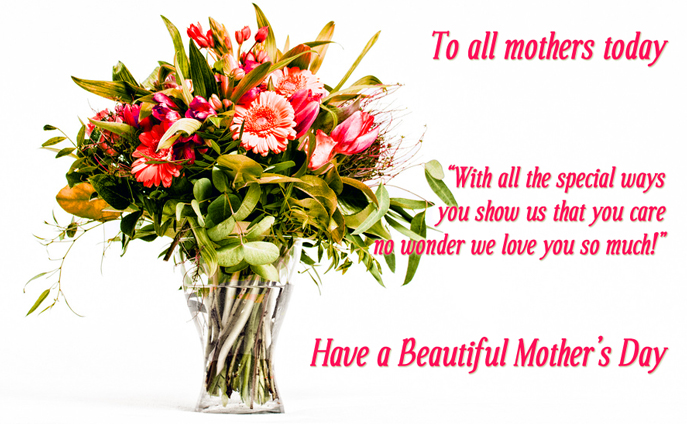 To all mothers today
“With all the special ways
you show us that you care
no wonder we love you so much!”
Have a Beautiful Mother’s Day